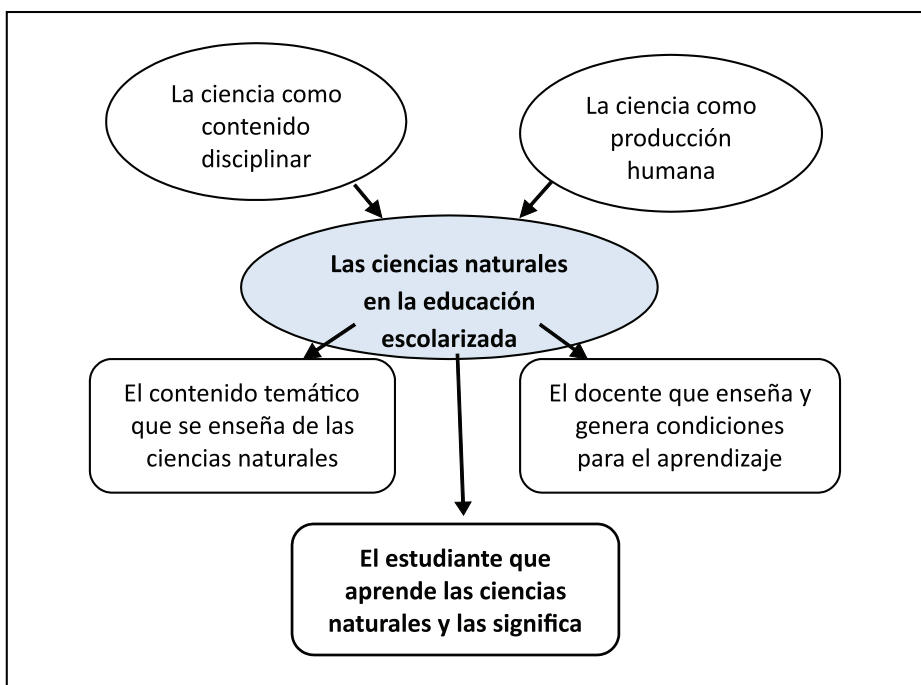 La ciencia como
contenido
disciplinar
La ciencia como
producción
humana
Las ciencias naturales
en la educación
escolarizada
El contenido temático
que se enseña de las
ciencias naturales
El docente que enseña y
genera condiciones
para el aprendizaje
El estudiante que
aprende las ciencias
naturales y las significa